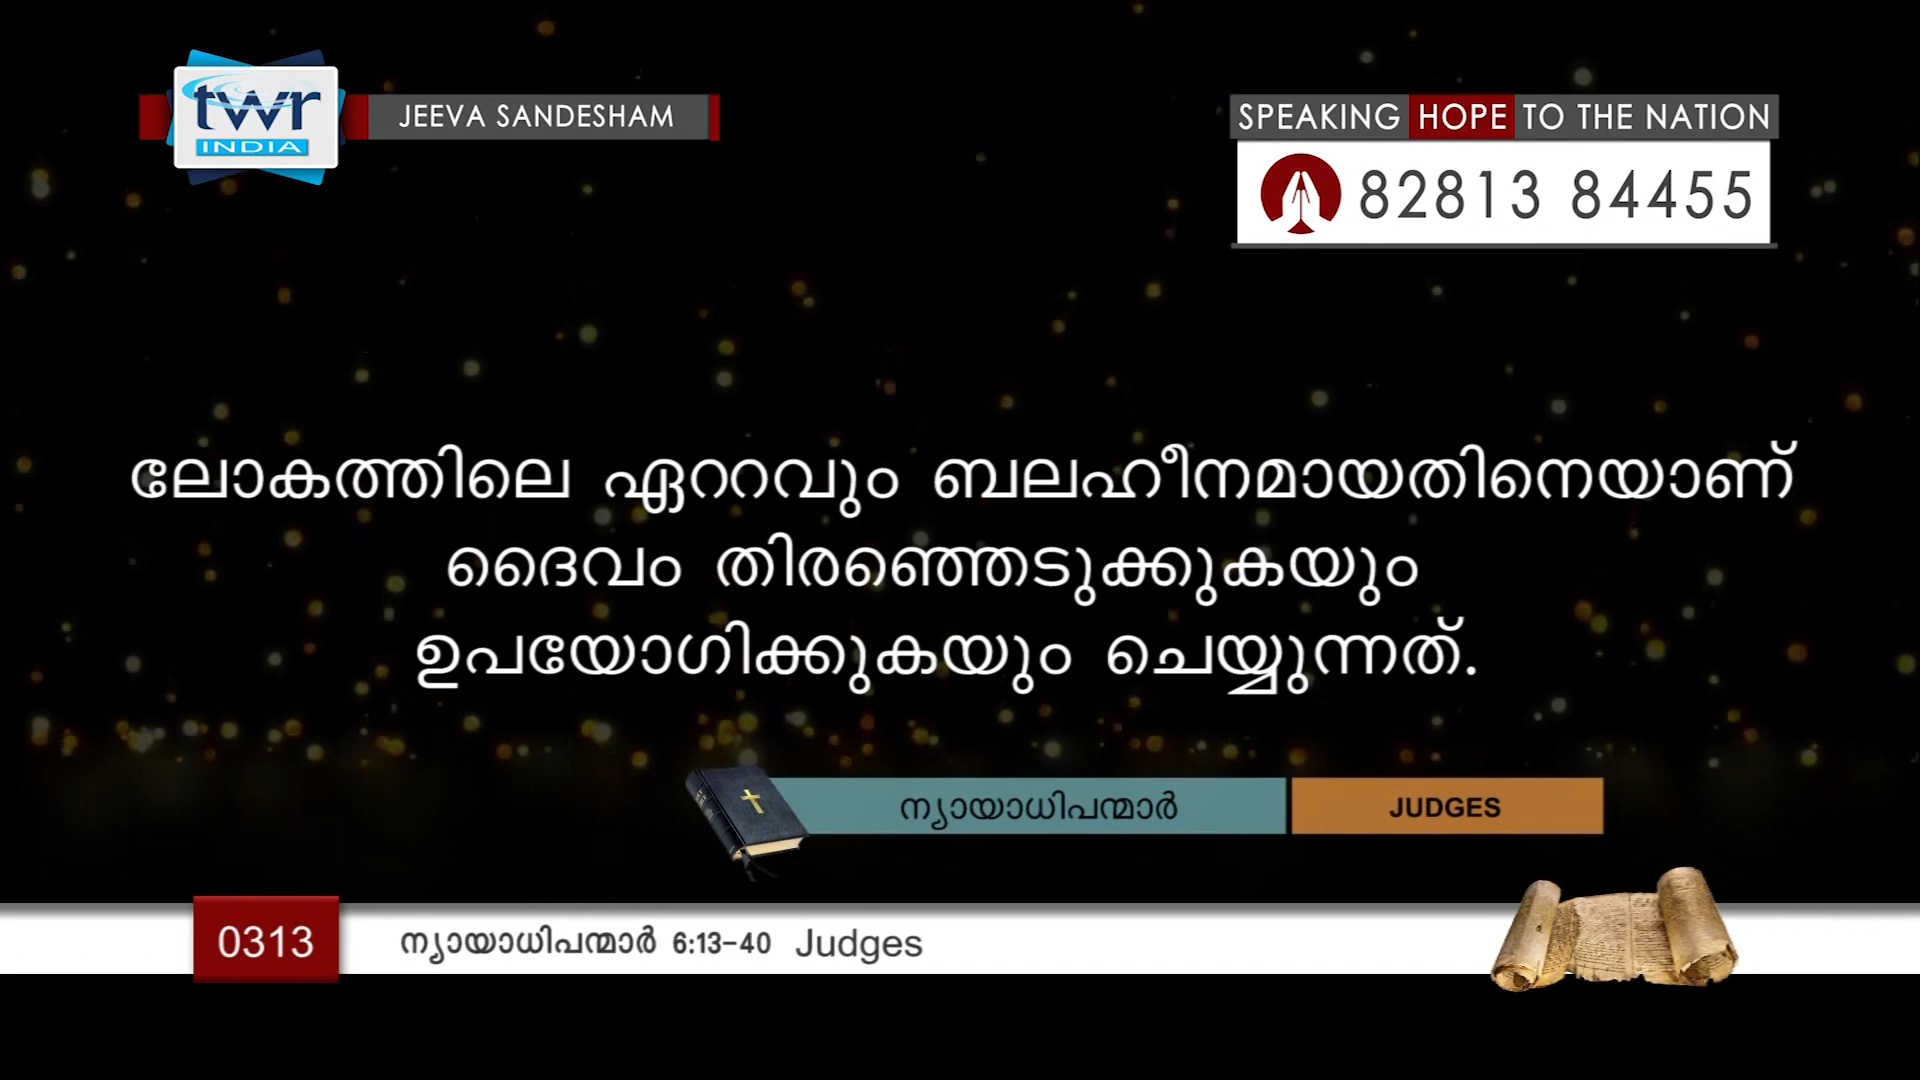 twr
INDIA
JEEVA SANDESHAM
SPEAKING HOPE TO THE NATION
82813 84455
ലോകത്തിലെ ഏററവും ബലഹീനമായതിനെയാണ്
ദൈവം തിരഞ്ഞെടുക്കുകയും
ഉപയോഗിക്കുകയും ചെയ്യുന്നത്.
ന്യായാധിപന്മാർ
JUDGES
0313
ന്യായാധിപന്മാർ 6:13-40 Judges